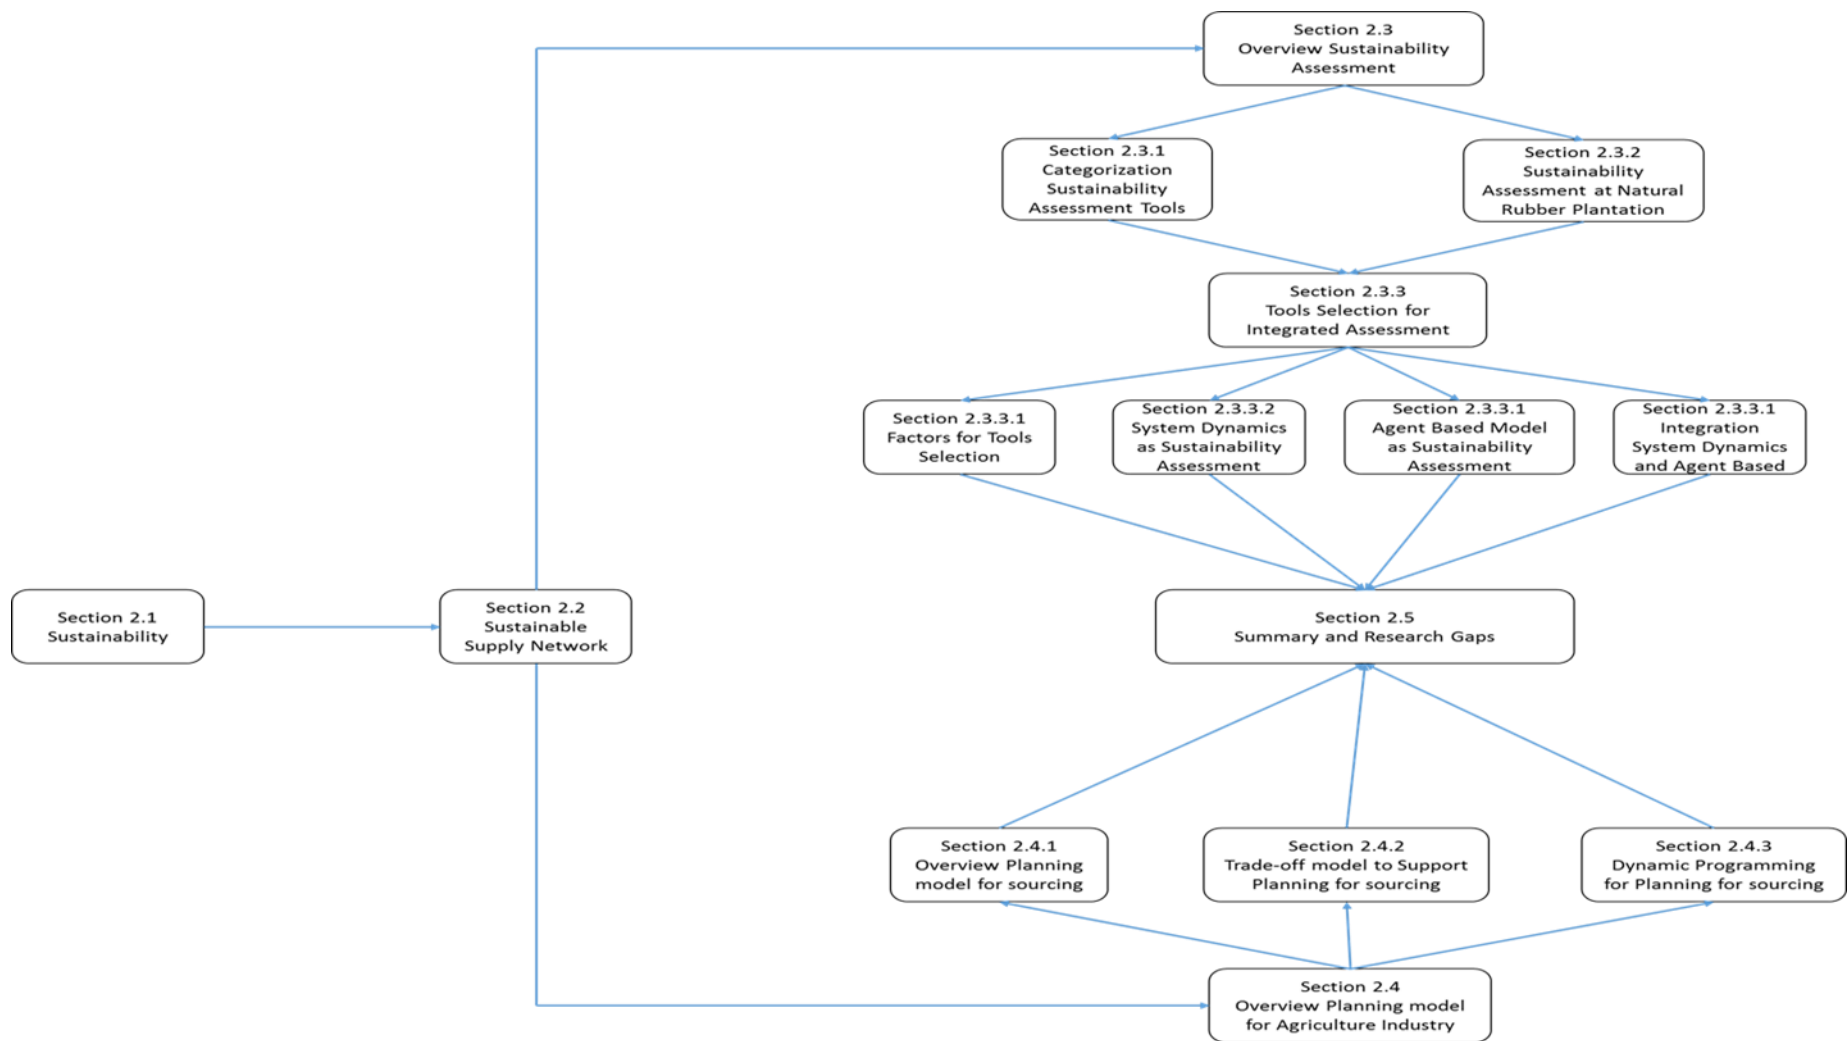 Section 2.3
Overview Sustainability
Assessment
Section 2.3.1
Categorization
Sustainability
Assessment Tools
Section 2.3.2
Sustainability
Assessment at Natural
Rubber Plantation
Section 2.3.3
Tools Selection for
Integrated Assessment
Section 2.3.3.1
Factors for Tools
Selection
Section 2.3.3.2
System Dynamics
as Sustainability
Assessment
Section 2.3.3.1
Agent Based Model
as Sustainability
Assessment
Section 2.3.3.1
Integration
System Dynamics
and Agent Based
Section 2.1
Sustainability
Section 2.2
Sustainable
Supply Network
Section 2.5
Summary and Research Gaps
Section 2.4.1
Overview Planning
model for sourcing
Section 2.4.2
Trade-off model to Support
Planning for sourcing
Section 2.4.3
Dynamic Programming
for Planning for sourcing
Section 2.4
Overview Planning model
for Agriculture Industry